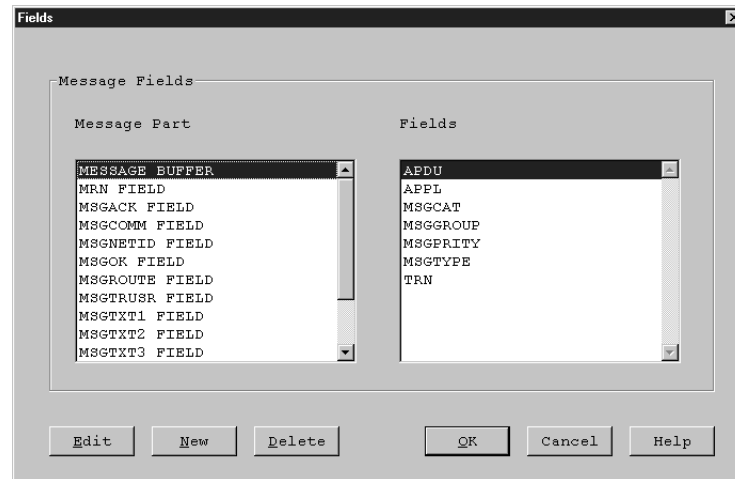 Fields
Message Fields
Message Part
Fields
MESSAGE BUFFER
MRN FIELD
MSGACK FIELD
MSGCOMM FIELD
MSGNETID FIELD
MSGOK FIELD
MSGROUTE FIELD
MSGTRUSR FIELD
MSGTXT1 FIELD
MSGTXT2 FIELD
MSGTXT3 FIELD
APDU
APPL
MSGCAT
MSGGROUP
MSGPRITY
MSGTYPE
TRN
Edit New Delete OK Cancel Help